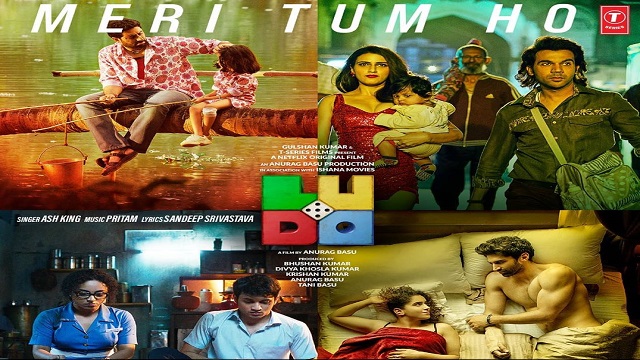 MERI TUM HO
T
SERIES
GULSHAN KUMAR &
T-SERIES FILMS PRESENT
A NETFLIX ORIGINAL FILM
AN ANURAG BASU PRODUCTION
IN ASSOCIATION WITH ISHANA MOVIES
LUDO
SINGER ASH KING MUSIC PRITAM LYRICS SANDEEP SRIVASTAVA
A FILM BY ANURAG BASU
PRODUCED BY
BHUSHAN KUMAR
DIVYA KHOSLA KUMAR
KRISHAN KUMAR
ANURAG BASU
TANI BASU